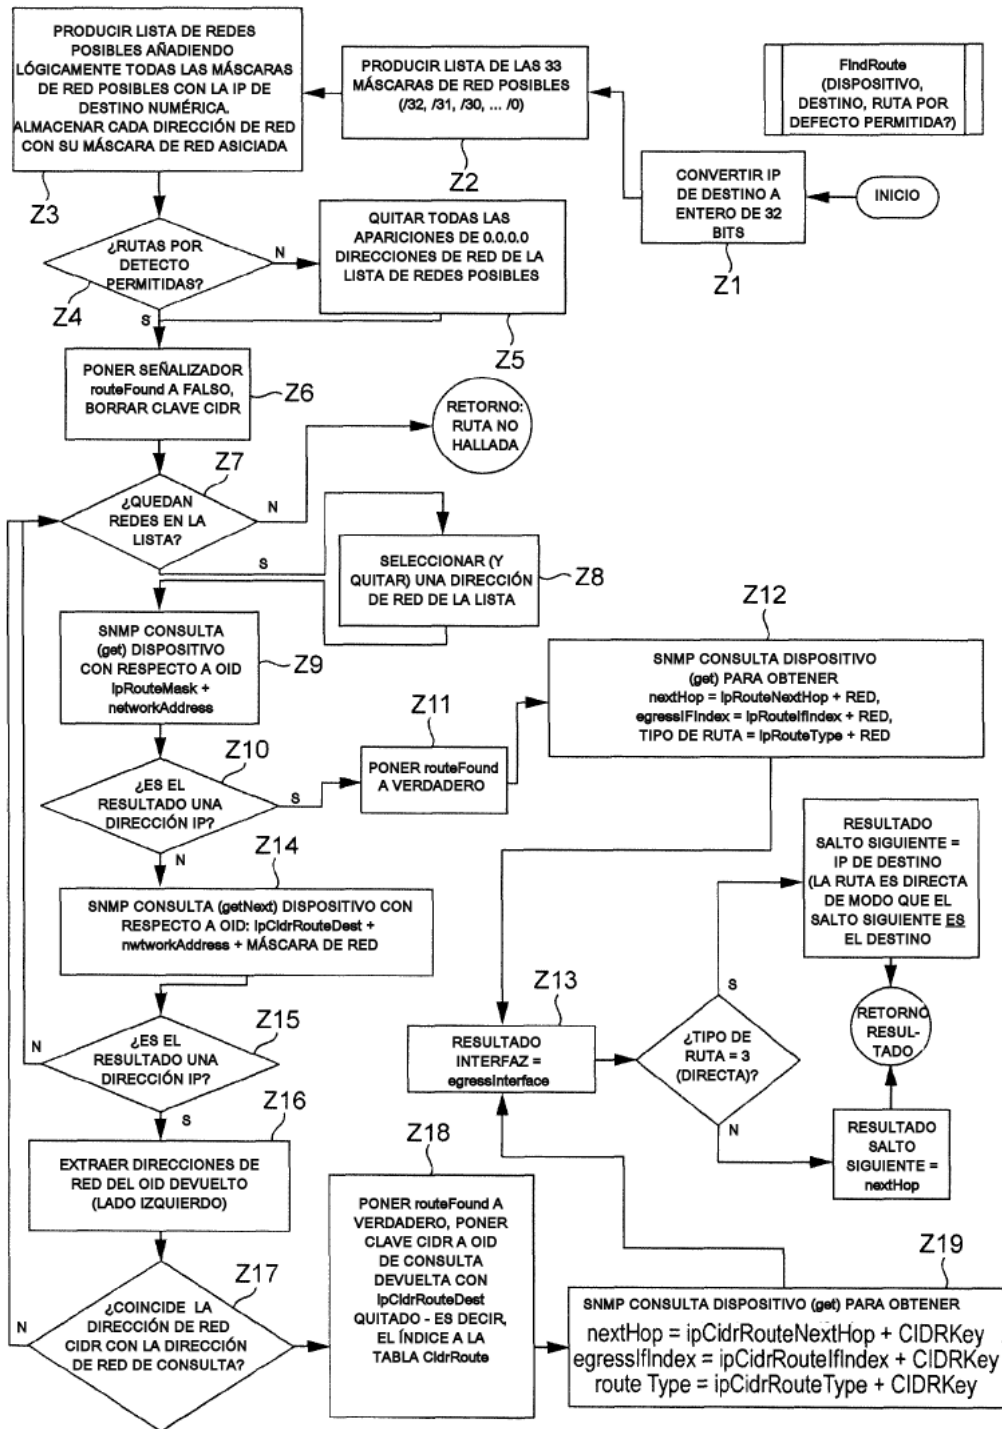 PRODUCIR LISTA DE REDES
POSIBLES AÑADIENDO
LÓGICAMENTE TODAS LAS MÁSCARAS
DE RED POSIBLES CON LA IP DE
DESTINO NUMÉRICA.
ALMACENAR CADA DIRECCIÓN DE RED
CON SU MÁSCARA DE RED ASICIADA
Z3
PRODUCIR LISTA DE LAS 33
MÁSCARAS DE RED POSIBLES
(/32, /31, /30, ... /0)
Z2
FindRoute
(DISPOSITIVO,
DESTINO, RUTA POR
DEFECTO PERMITIDA?)
CONVERTIR IP
DE DESTINO A
ENTERO DE 32
BITS
Z1
INICIO
¿RUTAS POR
DETECTO
PERMITIDAS?
Z4
N
S
QUITAR TODAS LAS
APARICIONES DE 0.0.0.0
DIRECCIONES DE RED DE LA
LISTA DE REDES POSIBLES
Z5
PONER SEÑALIZADOR
routeFound A FALSO,
BORRAR CLAVE CIDR
Z6
RETORNO:
RUTA NO
HALLADA
Z7
¿QUEDAN
REDES EN LA
LISTA?
N
S
SELECCIONAR (Y
QUITAR) UNA DIRECCIÓN
DE RED DE LA LISTA
Z8
SNMP CONSULTA
(get) DISPOSITIVO
CON RESPECTO A OID
IpRouteMask +
networkAddress
Z9
Z12
SNMP CONSULTA DISPOSITIVO
(get) PARA OBTENER
nextHop = IpRouteNextHop + RED,
egressIFIndex = IpRouteIfIndex + RED,
TIPO DE RUTA = IpRouteType + RED
Z10
¿ES EL
RESULTADO UNA
DIRECCIÓN IP?
S
N
Z11
PONER routeFound
A VERDADERO
Z14
SNMP CONSULTA (getNext) DISPOSITIVO CON
RESPECTO A OID: IpCidrRouteDest +
nwtworkAddress + MÁSCARA DE RED
RESULTADO
SALTO SIGUIENTE =
IP DE DESTINO
(LA RUTA ES DIRECTA
DE MODO QUE EL
SALTO SIGUIENTE ES
EL DESTINO
Z13
RESULTADO
INTERFAZ =
egressInterface
¿TIPO DE
RUTA = 3
(DIRECTA)?
S
N
RETORNO
RESUL-
TADO
RESULTADO
SALTO
SIGUIENTE =
nextHop
Z15
¿ES EL
RESULTADO UNA
DIRECCIÓN IP?
N
S
Z16
EXTRAER DIRECCIONES DE
RED DEL OID DEVUELTO
(LADO IZQUIERDO)
Z17
¿COINCIDE LA
DIRECCIÓN DE RED
CIDR CON LA DIRECCIÓN
DE RED DE CONSULTA?
N
Z18
PONER routeFound A
VERDADERO, PONER
CLAVE CIDR A OID
DE CONSULTA
DEVUELTA CON
IpCidrRouteDest
QUITADO - ES DECIR,
EL ÍNDICE A LA
TABLA CidrRoute
Z19
SNMP CONSULTA DISPOSITIVO (get) PARA OBTENER
nextHop = ipCidrRouteNextHop + CIDRKey
egressIfIndex = ipCidrRouteIfIndex + CIDRKey
route Type = ipCidrRouteType + CIDRKey